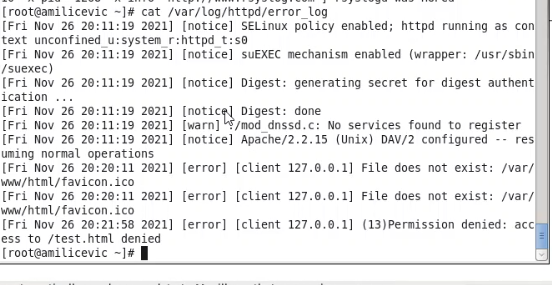 [root@amilicevic ~]# cat /var/log/httpd/error_log
[Fri Nov 26 20:11:19 2021] [notice] SELinux policy enabled; httpd running as con
text unconfined_u:system_r:httpd_t:s0
[Fri Nov 26 20:11:19 2021] [notice] suEXEC mechanism enabled (wrapper: /usr/sbin
/suexec)
[Fri Nov 26 20:11:19 2021] [notice] Digest: generating secret for digest authent
ication ...
[Fri Nov 26 20:11:19 2021] [notice] Digest: done
[Fri Nov 26 20:11:19 2021] [warn] ./mod_dnssd.c: No services found to register
[Fri Nov 26 20:11:19 2021] [notice] Apache/2.2.15 (Unix) DAV/2 configured -- res
uming normal operations
[Fri Nov 26 20:20:11 2021] [error] [client 127.0.0.1] File does not exist: /var/
www/html/favicon.ico
[Fri Nov 26 20:20:11 2021] [error] [client 127.0.0.1] File does not exist: /var/
www/html/favicon.ico
[Fri Nov 26 20:21:58 2021] [error] [client 127.0.0.1] (13)Permission denied: acc
ess to /test.html denied
[root@amilicevic ~]#